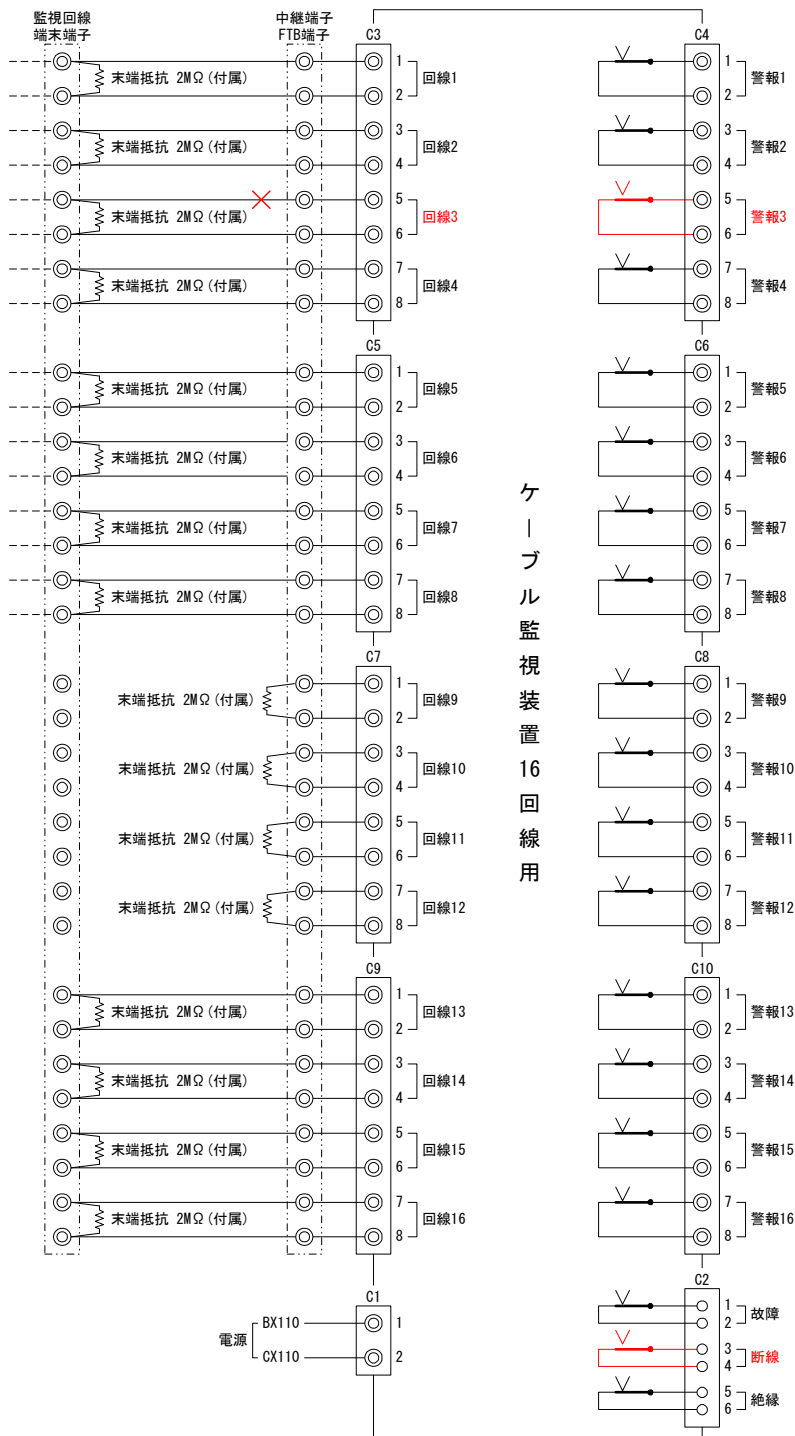 監視回線
端末端子
中継端子
FTB端子
C3
末端抵抗 2MΩ(付属)
1
2
回線1
末端抵抗 2MΩ(付属)
3
4
回線2
末端抵抗 2MΩ(付属)
5
6
回線3
末端抵抗 2MΩ(付属)
7
8
回線4
C5
末端抵抗 2MΩ(付属)
1
2
回線5
末端抵抗 2MΩ(付属)
3
4
回線6
末端抵抗 2MΩ(付属)
5
6
回線7
末端抵抗 2MΩ(付属)
7
8
回線8
C7
末端抵抗 2MΩ(付属)
1
2
回線9
末端抵抗 2MΩ(付属)
3
4
回線10
末端抵抗 2MΩ(付属)
5
6
回線11
末端抵抗 2MΩ(付属)
7
8
回線12
C9
末端抵抗 2MΩ(付属)
1
2
回線13
末端抵抗 2MΩ(付属)
3
4
回線14
末端抵抗 2MΩ(付属)
5
6
回線15
末端抵抗 2MΩ(付属)
7
8
回線16
C1
電源
BX110
CX110
1
2
ケーブル監視装置16回線用
C4
1
2
警報1
3
4
警報2
5
6
警報3
7
8
警報4
C6
1
2
警報5
3
4
警報6
5
6
警報7
7
8
警報8
C8
1
2
警報9
3
4
警報10
5
6
警報11
7
8
警報12
C10
1
2
警報13
3
4
警報14
5
6
警報15
7
8
警報16
C2
1
2
故障
3
4
断線
5
6
絶縁